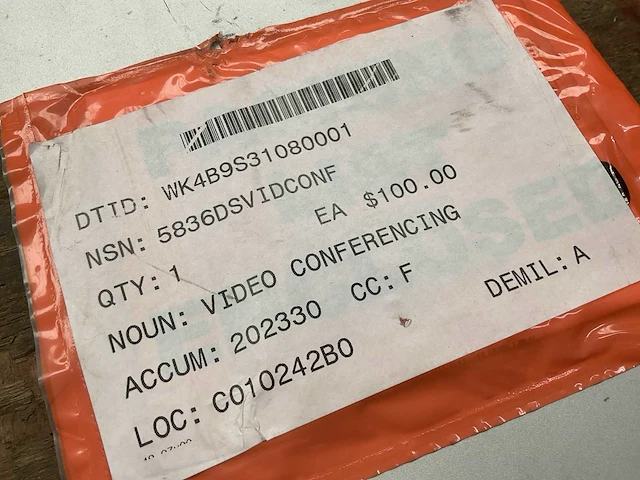 DTID: WK4B9S31080001
NSN: 5836DSVIDCONF
QTY: 1 EA $100.00
NOUN: VIDEO CONFERENCING
ACCUM: 202330 CC: F DEMIL: A
LOC: C010242B0